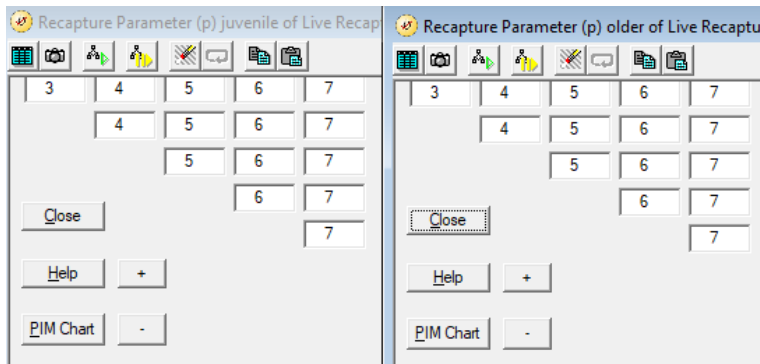 Recapture Parameter (p) juvenile of Live Recapt
3 4 5 6 7
4 5 6 7
5 6 7
6 7
7
Close
Help +
PIM Chart -
Recapture Parameter (p) older of Live Recaptu
3 4 5 6 7
4 5 6 7
5 6 7
6 7
7
Close
Help +
PIM Chart -